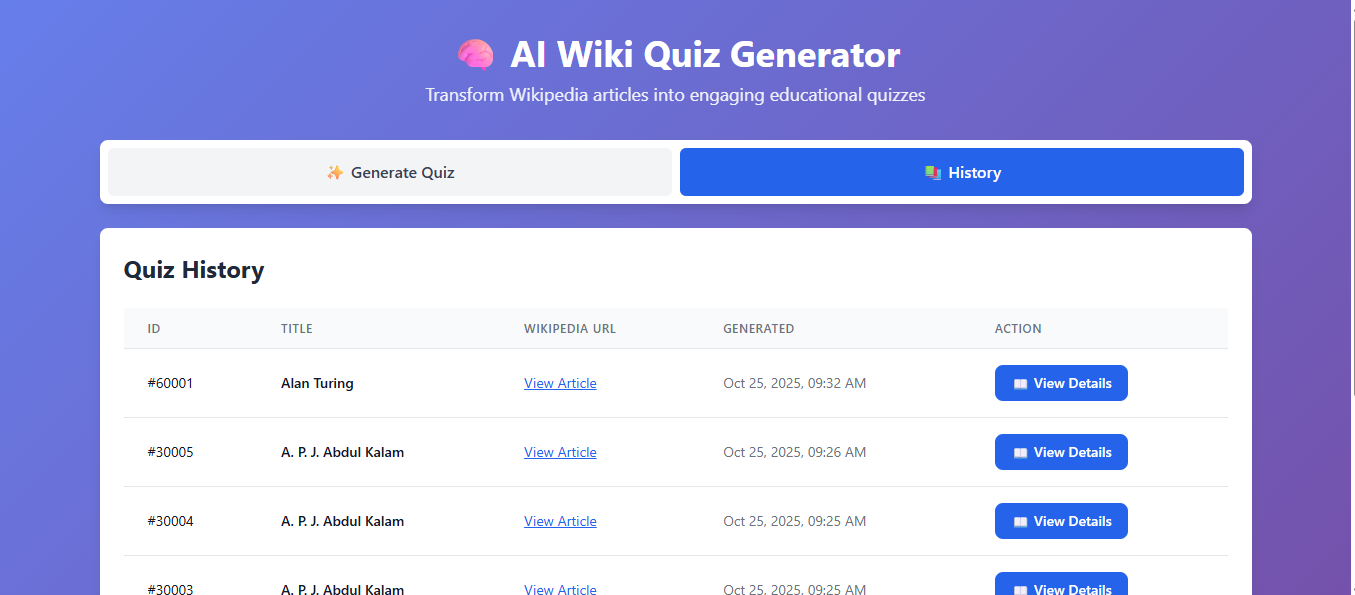 AI Wiki Quiz Generator
Transform Wikipedia articles into engaging educational quizzes
Generate Quiz
History
Quiz History
ID TITLE WIKIPEDIA URL GENERATED ACTION
#60001 Alan Turing View Article Oct 25, 2025, 09:32 AM View Details
#30005 A. P. J. Abdul Kalam View Article Oct 25, 2025, 09:26 AM View Details
#30004 A. P. J. Abdul Kalam View Article Oct 25, 2025, 09:25 AM View Details
#30003 A. P. J. Abdul Kalam View Article Oct 25, 2025, 09:25 AM View Details